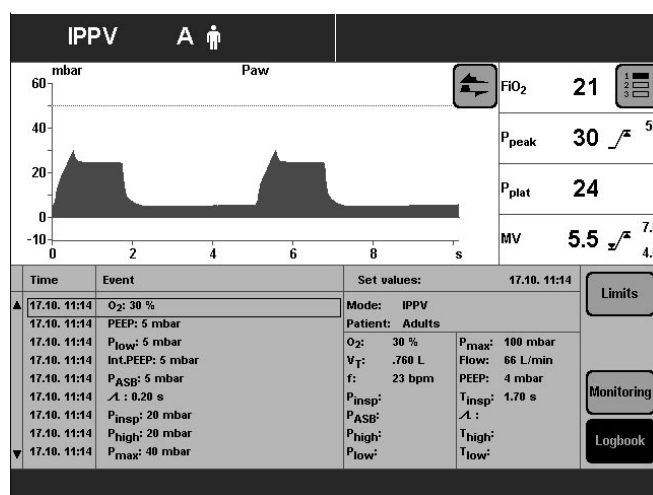 IPPV A
mbar Paw
60
40
20
0
-10
0 2 4 6 8 s
FiO2 21
1
2
3
Ppeak 30 5
Pplat 24
MV 5.5 7.
4.
Time Event
17.10. 11:14 O2: 30 %
17.10. 11:14 PEEP: 5 mbar
17.10. 11:14 Plow: 5 mbar
17.10. 11:14 Int.PEEP: 5 mbar
17.10. 11:14 PASB: 5 mbar
17.10. 11:14 : 0.20 s
17.10. 11:14 Pinsp: 20 mbar
17.10. 11:14 Phigh: 20 mbar
17.10. 11:14 Pmax: 40 mbar
Set values: 17.10. 11:14
Mode: IPPV
Patient: Adults
O2: 30 % Pmax: 100 mbar
VT: .760 L Flow: 66 L/min
f: 23 bpm PEEP: 4 mbar
Pinsp: Tinsp: 1.70 s
PASB: :
Phigh: Thigh:
Plow: Tlow:
Limits
Monitoring
Logbook